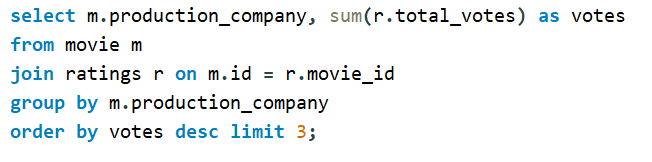 select m.production_company, sum(r.total_votes) as votes
from movie m
join ratings r on m.id = r.movie_id
group by m.production_company
order by votes desc limit 3;